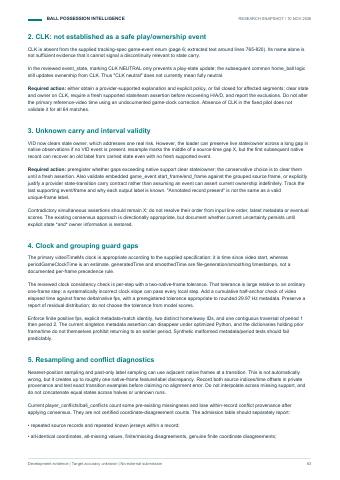 BALL POSSESSION INTELLIGENCE
RESEARCH SNAPSHOT / 10 NOV 2025
2. CLK: not established as a safe play/ownership event
CLK is absent from the supplied tracking-spec game-event enum (page 6; extracted text around lines 765-820). Its name alone is
not sufficient evidence that it cannot signal a discontinuity relevant to state carry.
In the reviewed event_state, marking CLK NEUTRAL only prevents a play-state update; the subsequent common home_ball logic
still updates ownership from CLK. Thus "CLK neutral" does not currently mean fully neutral.
Required action: either obtain a provider-supported explanation and explicit policy, or fail closed for affected segments: clear state
and owner on CLK, require a fresh supported state/team assertion before recovering H/A/D, and report the exclusions. Do not alter
the primary reference-video time using an undocumented game-clock correction. Absence of CLK in the fixed pilot does not
validate it for all 64 matches.
3. Unknown carry and interval validity
VID now clears state owner, which addresses one real risk. However, the loader can preserve live state/owner across a long gap in
native observations if no VID event is present. resample marks the middle of a source-time gap X, but the first subsequent native
record can recover an old label from carried state even with no fresh supported event.
Required action: preregister whether gaps exceeding native support clear state/owner; the conservative choice is to clear them
until a fresh assertion. Also validate embedded game_event start_frame/end_frame against the grouped source frame, or explicitly
justify a provider state-transition carry contract rather than assuming an event can assert current ownership indefinitely. Track the
last supporting event/frame and why each output label is known. "Annotated record present" is not the same as a valid
unique-frame label.
Contradictory simultaneous assertions should remain X; do not resolve their order from input line order, latest metadata or eventual
scores. The existing consensus approach is directionally appropriate, but document whether current uncertainty persists until
explicit state *and* owner information is restored.
4. Clock and grouping guard gaps
The primary videoTimeMs clock is appropriate according to the supplied specification: it is time since video start, whereas
periodGameClockTime is an estimate. generatedTime and smoothedTime are file-generation/smoothing timestamps, not a
documented per-frame precedence rule.
The reviewed clock consistency check is per-step with a two-native-frame tolerance. That tolerance is large relative to an ordinary
one-frame step; a systematically incorrect clock slope can pass every local step. Add a cumulative half-anchor check of video
elapsed time against frame delta/native fps, with a preregistered tolerance appropriate to rounded 29.97 Hz metadata. Preserve a
report of residual distribution; do not choose the tolerance from model scores.
Enforce finite positive fps, explicit metadata-match identity, two distinct home/away IDs, and one contiguous traversal of period 1
then period 2. The current singleton metadata assertion can disappear under optimized Python, and the dictionaries holding prior
frame/time do not themselves prohibit returning to an earlier period. Synthetic malformed metadata/period tests should fail
predictably.
5. Resampling and conflict diagnostics
Nearest-position sampling and past-only label sampling can use adjacent native frames at a transition. This is not automatically
wrong, but it creates up to roughly one native-frame feature/label discrepancy. Record both source indices/time offsets in private
provenance and test exact transition examples before claiming no alignment error. Do not interpolate across missing support, and
do not concatenate equal states across halves or unknown runs.
Current player_conflicts/ball_conflicts count some pre-existing missingness and lose within-record conflict provenance after
applying consensus. They are not certified coordinate-disagreement counts. The admission table should separately report:
• repeated source records and repeated known jerseys within a record;
• all-identical coordinates, all-missing values, finite/missing disagreements, genuine finite coordinate disagreements;
Development evidence | Target accuracy unknown | No external submission